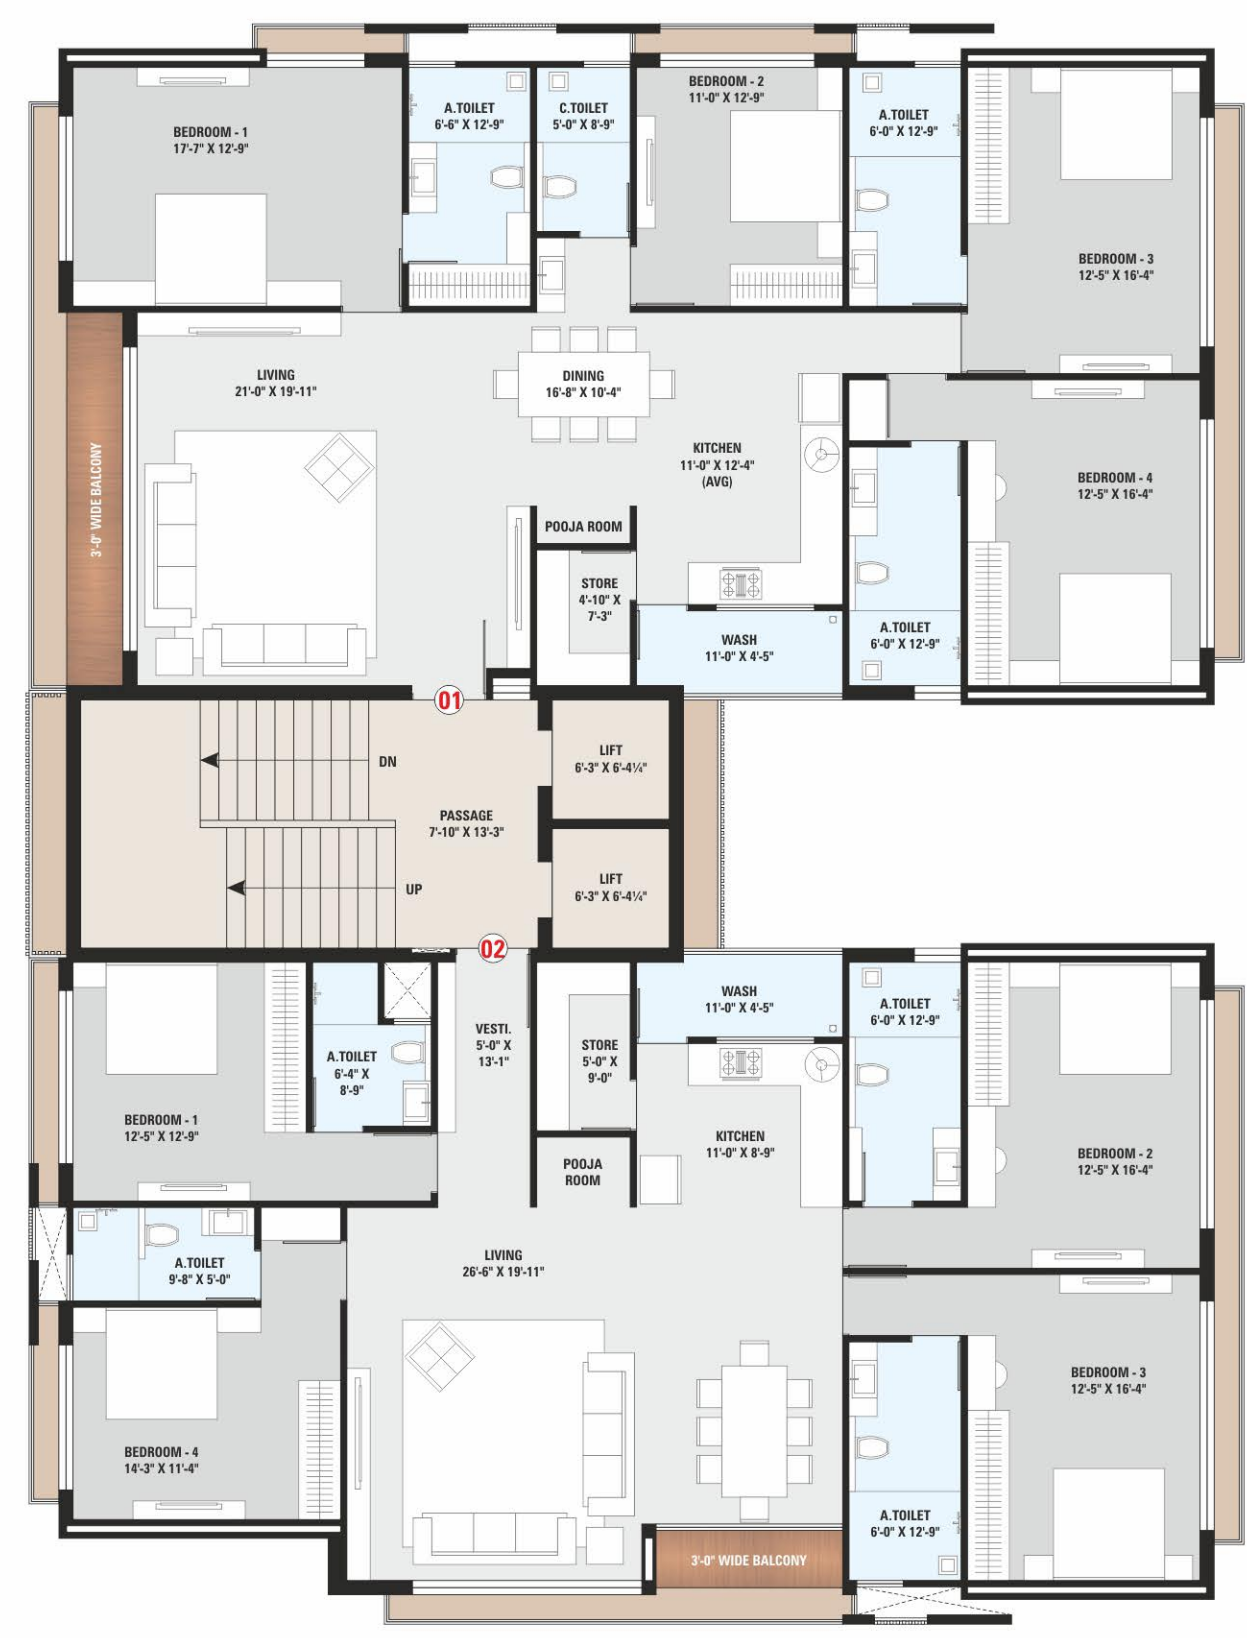 BEDROOM - 1
17'-7" X 12'-9"
A.TOILET
6'-6" X 12'-9"
C.TOILET
5'-0" X 8'-9"
BEDROOM - 2
11'-0" X 12'-9"
A.TOILET
6'-0" X 12'-9"
BEDROOM - 3
12'-5" X 16'-4"
LIVING
21'-0" X 19'-11"
DINING
16'-8" X 10'-4"
KITCHEN
11'-0" X 12'-4"
(AVG)
BEDROOM - 4
12'-5" X 16'-4"
3'-0" WIDE BALCONY
POOJA ROOM
STORE
4'-10" X
7'-3"
WASH
11'-0" X 4'-5"
A.TOILET
6'-0" X 12'-9"
01
DN
LIFT
6'-3" X 6'-4¼"
PASSAGE
7'-10" X 13'-3"
UP
LIFT
6'-3" X 6'-4¼"
02
VESTI.
5'-0" X
13'-1"
WASH
11'-0" X 4'-5"
A.TOILET
6'-0" X 12'-9"
A.TOILET
6'-4" X
8'-9"
STORE
5'-0" X
9'-0"
BEDROOM - 1
12'-5" X 12'-9"
KITCHEN
11'-0" X 8'-9"
BEDROOM - 2
12'-5" X 16'-4"
POOJA
ROOM
A.TOILET
9'-8" X 5'-0"
LIVING
26'-6" X 19'-11"
BEDROOM - 3
12'-5" X 16'-4"
BEDROOM - 4
14'-3" X 11'-4"
A.TOILET
6'-0" X 12'-9"
3'-0" WIDE BALCONY